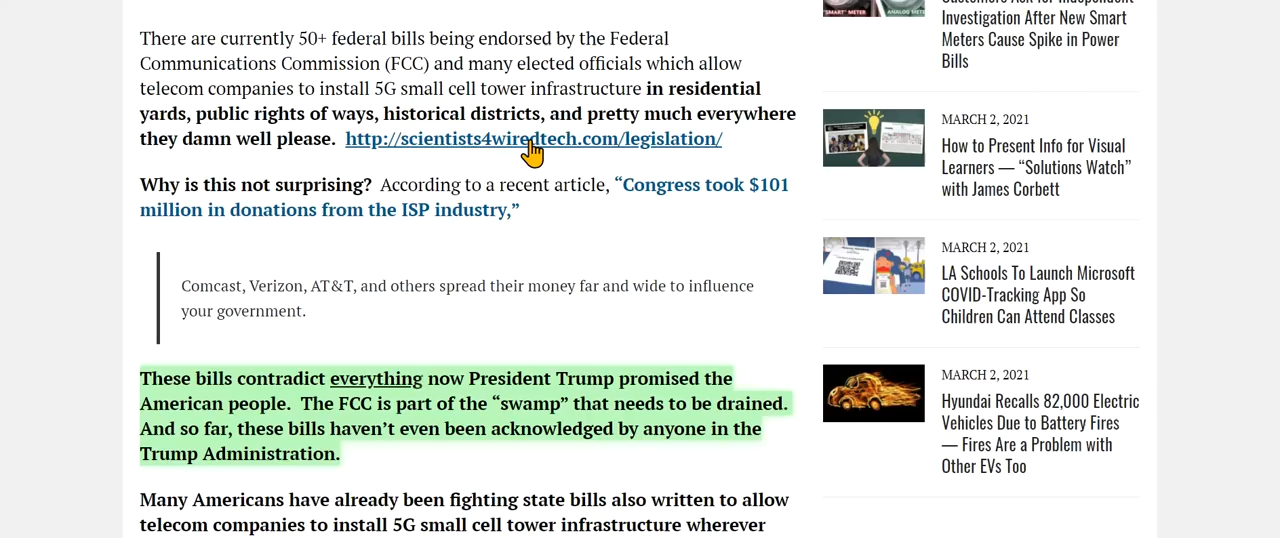 There are currently 50+ federal bills being endorsed by the Federal
Communications Commission (FCC) and many elected officials which allow
telecom companies to install 5G small cell tower infrastructure in residential
yards, public rights of ways, historical districts, and pretty much everywhere
they damn well please. http://scientists4wiredtech.com/legislation/
Why is this not surprising? According to a recent article, “Congress took $101
million in donations from the ISP industry,”
Comcast, Verizon, AT&T, and others spread their money far and wide to influence
your government.
These bills contradict everything now President Trump promised the
American people. The FCC is part of the “swamp” that needs to be drained.
And so far, these bills haven’t even been acknowledged by anyone in the
Trump Administration.
Many Americans have already been fighting state bills also written to allow
telecom companies to install 5G small cell tower infrastructure wherever
"SMART" METER
Customers Ask for Independent
Investigation After New Smart
Meters Cause Spike in Power
Bills
MARCH 2, 2021
How to Present Info for Visual
Learners — “Solutions Watch”
with James Corbett
MARCH 2, 2021
LA Schools To Launch Microsoft
COVID-Tracking App So
Children Can Attend Classes
MARCH 2, 2021
Hyundai Recalls 82,000 Electric
Vehicles Due to Battery Fires
— Fires Are a Problem with
Other EVs Too